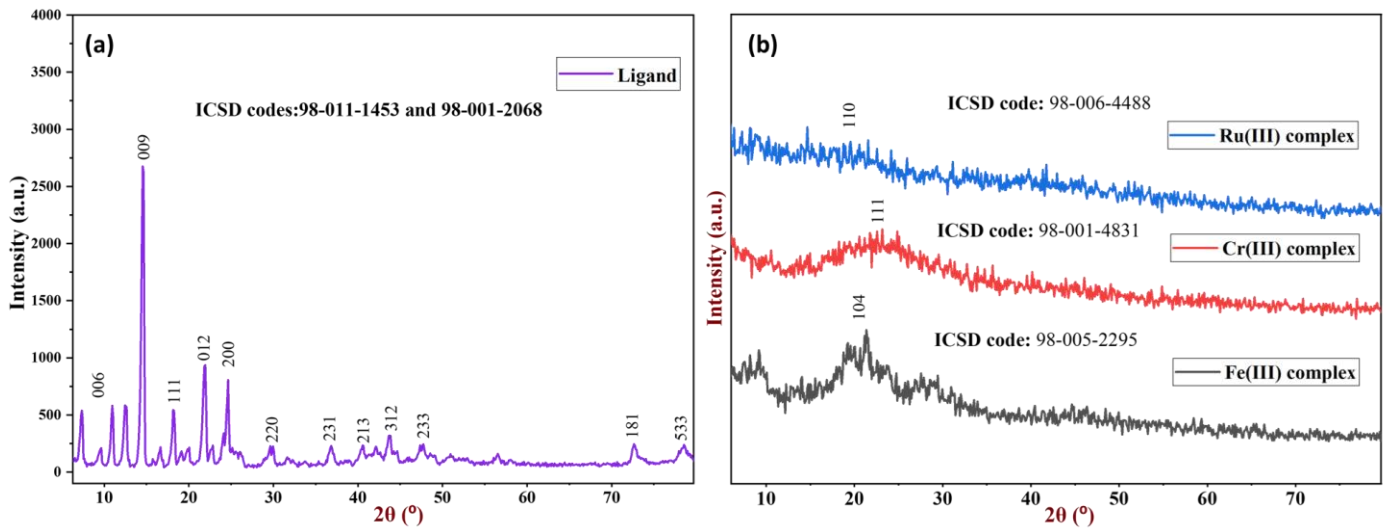 (a)
Ligand
ICSD codes:98-011-1453 and 98-001-2068
4000
3500
3000
2500
2000
1500
1000
500
0
Intensity (a.u.)
006
009
111
012
200
220
231
213
312
233
181
533
10
20
30
40
50
60
70
2θ (°)
(b)
ICSD code: 98-006-4488
110
Ru(III) complex
111
ICSD code: 98-001-4831
Cr(III) complex
104
ICSD code: 98-005-2295
Fe(III) complex
Intensity (a.u.)
10
20
30
40
50
60
70
2θ (°)